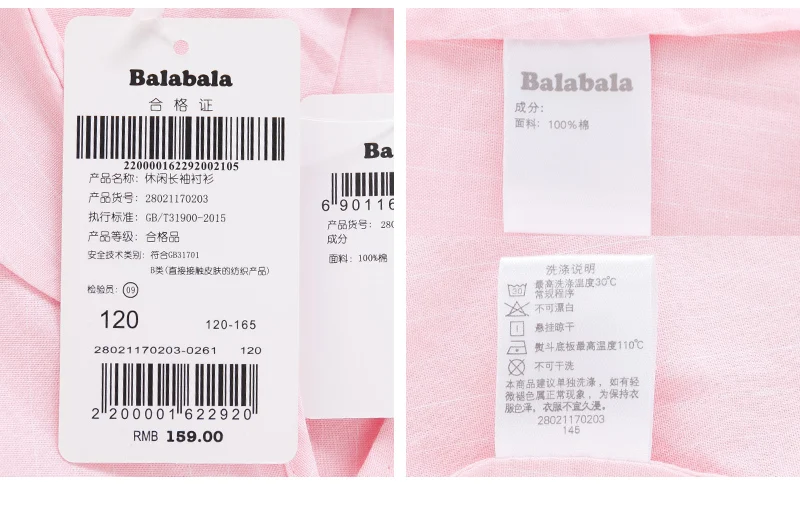 Balabala
合格证
220000162292002105
产品名称: 休闲长袖衬衫
产品货号: 28021170203
执行标准: GB/T31900-2015
产品等级: 合格品
安全技术类别: 符合GB31701
B类(直接接触皮肤的纺织产品)
检验员: 09
120 120-165
28021170203-0261 120
2 200001 622920
RMB 159.00
Ba
6 90116
产品货号: 280
成分
面料: 100%棉
Balabala
成分:
面料: 100%棉
洗涤说明
30 最高洗涤温度30℃
常规程序
不可漂白
悬挂晾干
熨斗底板最高温度110℃
不可干洗
本商品建议单独洗涤，如有轻
微褪色属正常现象，为保持衣
服色泽，衣服不宜久浸。
28021170203
145